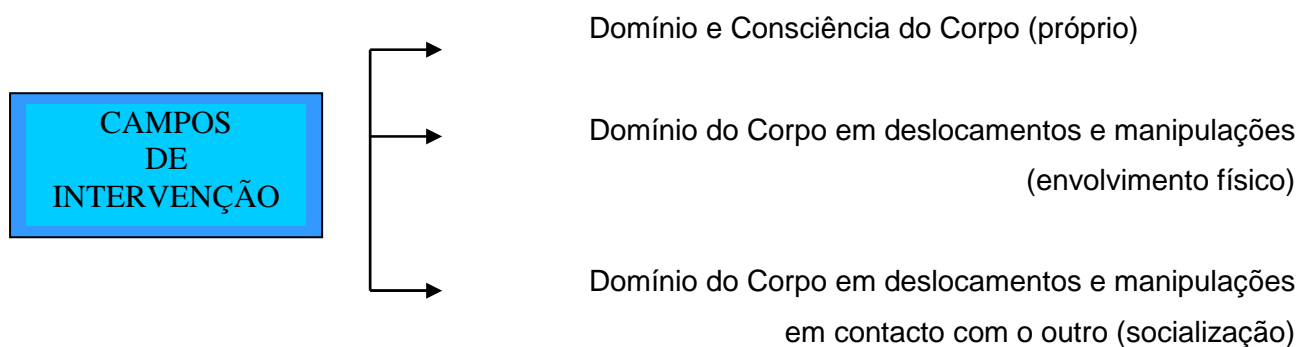 CAMPOS
DE
INTERVENÇÃO
Domínio e Consciência do Corpo (próprio)
Domínio do Corpo em deslocamentos e manipulações
(envolvimento físico)
Domínio do Corpo em deslocamentos e manipulações
em contacto com o outro (socialização)